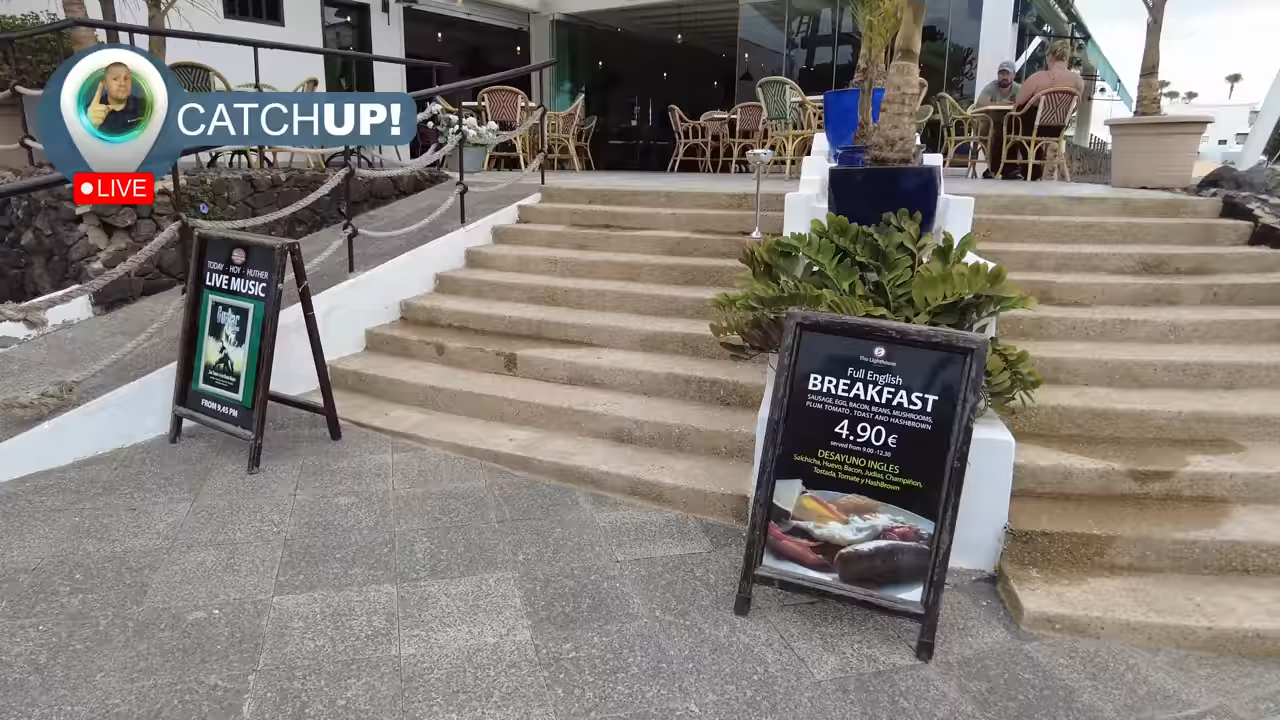 CATCHUP!
LIVE
TODAY - HOY - HUTHER
LIVE MUSIC
FROM 9,45 PM
The Lighthouse
Full English
BREAKFAST
SAUSAGE, EGG, BACON, BEANS, MUSHROOMS,
PLUM TOMATO, TOAST AND HASHBROWN
4.90€
served from 9.00 -12.30
DESAYUNO INGLES
Salchicha, Huevo, Bacon, Judias, Champiñon,
Tostada, Tomate y HashBrown